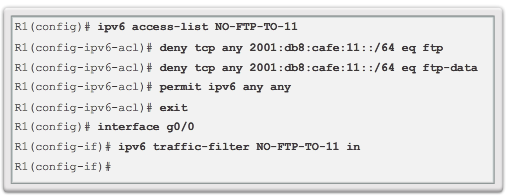 R1(config)# ipv6 access-list NO-FTP-TO-11
R1(config-ipv6-acl)# deny tcp any 2001:db8:cafe:11::/64 eq ftp
R1(config-ipv6-acl)# deny tcp any 2001:db8:cafe:11::/64 eq ftp-data
R1(config-ipv6-acl)# permit ipv6 any any
R1(config-ipv6-acl)# exit
R1(config)# interface g0/0
R1(config-if)# ipv6 traffic-filter NO-FTP-TO-11 in
R1(config-if)#